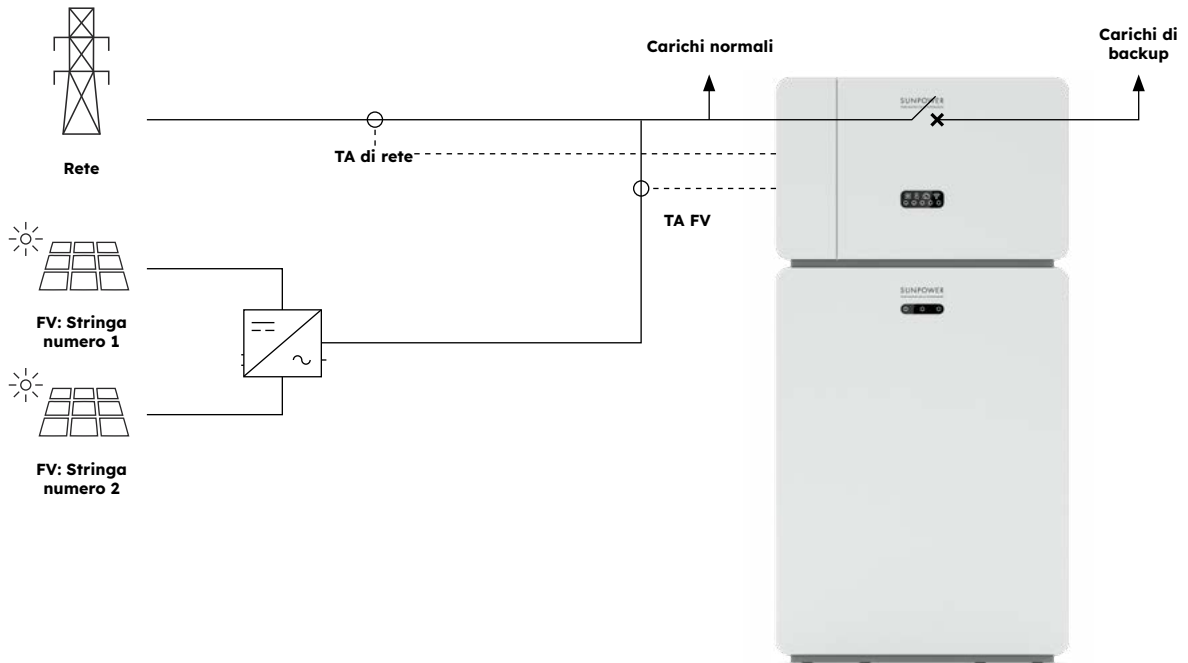 Carichi normali
Carichi di
backup
SUNPOWER
Rete
TA di rete
TA FV
FV: Stringa
numero 1
SUNPOWER
FV: Stringa
numero 2